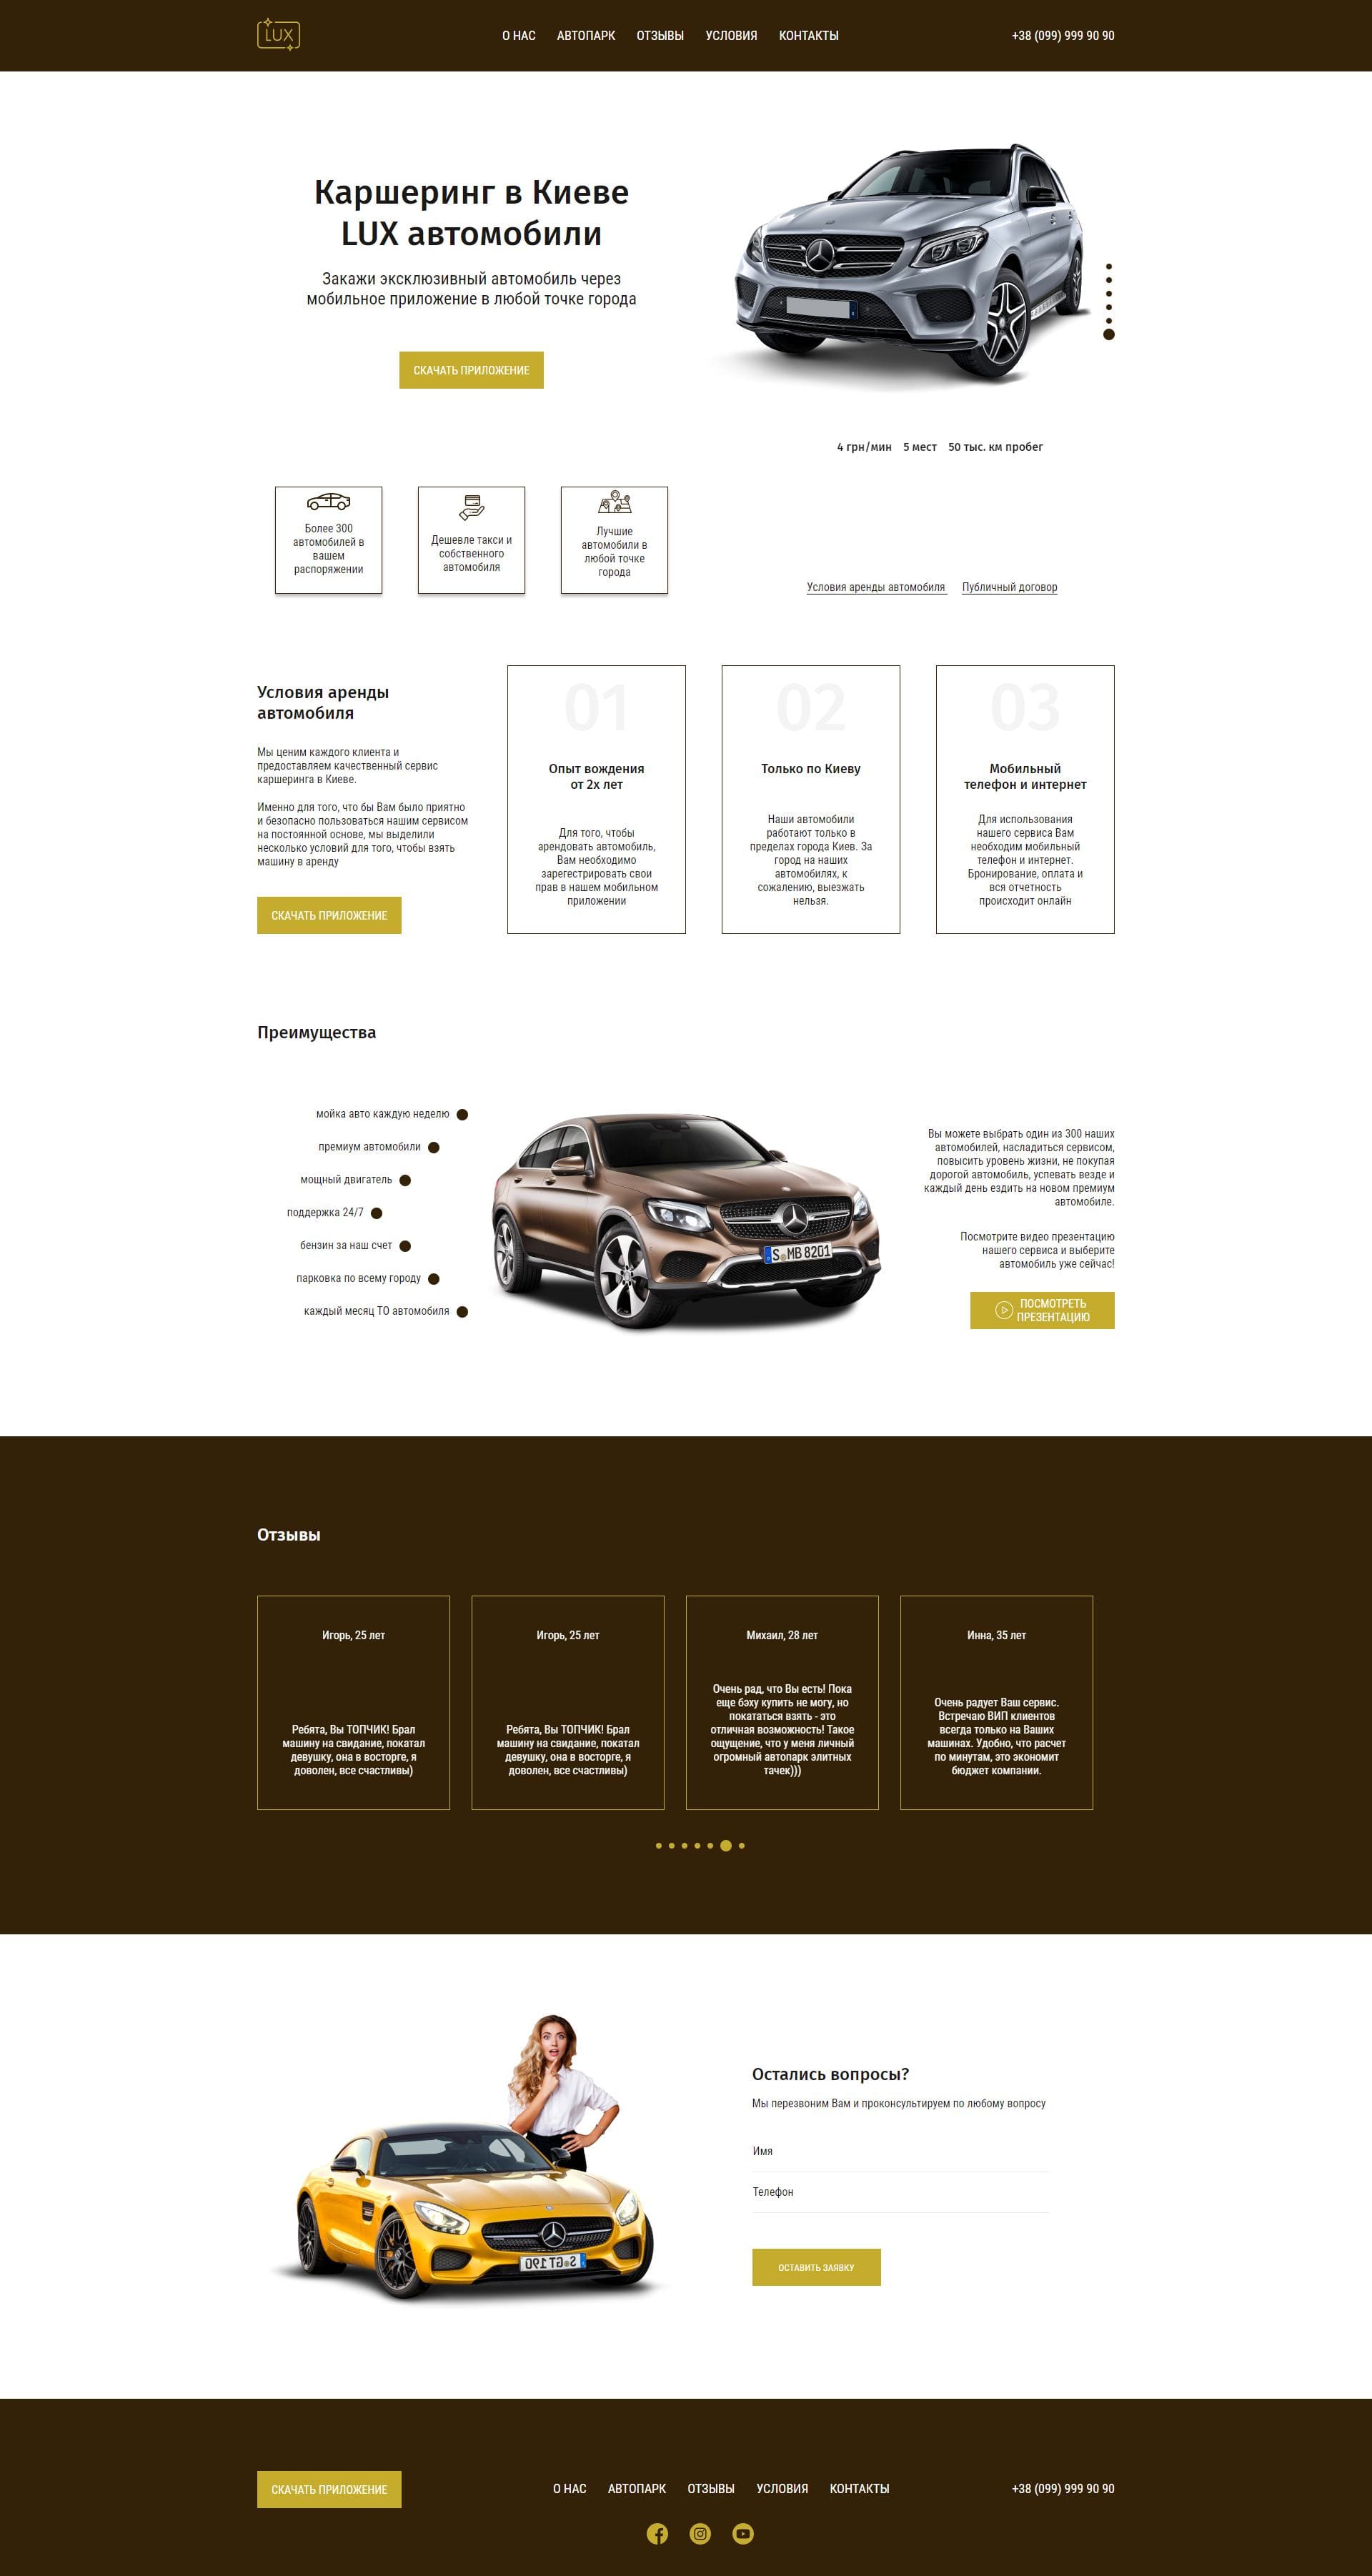 LUX
О НАС АВТОПАРК ОТЗЫВЫ УСЛОВИЯ КОНТАКТЫ
+38 (099) 999 90 90
Каршеринг в Киеве
LUX автомобили
Закажи эксклюзивный автомобиль через
мобильное приложение в любой точке города
СКАЧАТЬ ПРИЛОЖЕНИЕ
4 грн/мин 5 мест 50 тыс. км пробег
Более 300
автомобилей в
вашем
распоряжении
Дешевле такси и
собственного
автомобиля
Лучшие
автомобили в
любой точке
города
Условия аренды автомобиля Публичный договор
Условия аренды
автомобиля
Мы ценим каждого клиента и
предоставляем качественный сервис
каршеринга в Киеве.
Именно для того, что бы Вам было приятно
и безопасно пользоваться нашим сервисом
на постоянной основе, мы выделили
несколько условий для того, чтобы взять
машину в аренду
СКАЧАТЬ ПРИЛОЖЕНИЕ
01
Опыт вождения
от 2х лет
Для того, чтобы
арендовать автомобиль,
Вам необходимо
зарегестрировать свои
прав в нашем мобильном
приложении
02
Только по Киеву
Наши автомобили
работают только в
пределах города Киев. За
город на наших
автомобилях, к
сожалению, выезжать
нельзя.
03
Мобильный
телефон и интернет
Для использования
нашего сервиса Вам
необходим мобильный
телефон и интернет.
Бронирование, оплата и
вся отчетность
происходит онлайн
Преимущества
мойка авто каждую неделю
премиум автомобили
мощный двигатель
поддержка 24/7
бензин за наш счет
парковка по всему городу
каждый месяц ТО автомобиля
S MB 8201
Вы можете выбрать один из 300 наших
автомобилей, насладиться сервисом,
повысить уровень жизни, не покупая
дорогой автомобиль, успевать везде и
каждый день ездить на новом премиум
автомобиле.
Посмотрите видео презентацию
нашего сервиса и выберите
автомобиль уже сейчас!
ПОСМОТРЕТЬ
ПРЕЗЕНТАЦИЮ
Отзывы
Игорь, 25 лет
Ребята, Вы ТОПЧИК! Брал
машину на свидание, покатал
девушку, она в восторге, я
доволен, все счастливы)
Игорь, 25 лет
Ребята, Вы ТОПЧИК! Брал
машину на свидание, покатал
девушку, она в восторге, я
доволен, все счастливы)
Михаил, 28 лет
Очень рад, что Вы есть! Пока
еще бэху купить не могу, но
покататься взять - это
отличная возможность! Такое
ощущение, что у меня личный
огромный автопарк элитных
тачек)))
Инна, 35 лет
Очень радует Ваш сервис.
Встречаю ВИП клиентов
всегда только на Ваших
машинах. Удобно, что расчет
по минутам, это экономит
бюджет компании.
S GT 190
Остались вопросы?
Мы перезвоним Вам и проконсультируем по любому вопросу
Имя
Телефон
ОСТАВИТЬ ЗАЯВКУ
СКАЧАТЬ ПРИЛОЖЕНИЕ
О НАС АВТОПАРК ОТЗЫВЫ УСЛОВИЯ КОНТАКТЫ
+38 (099) 999 90 90